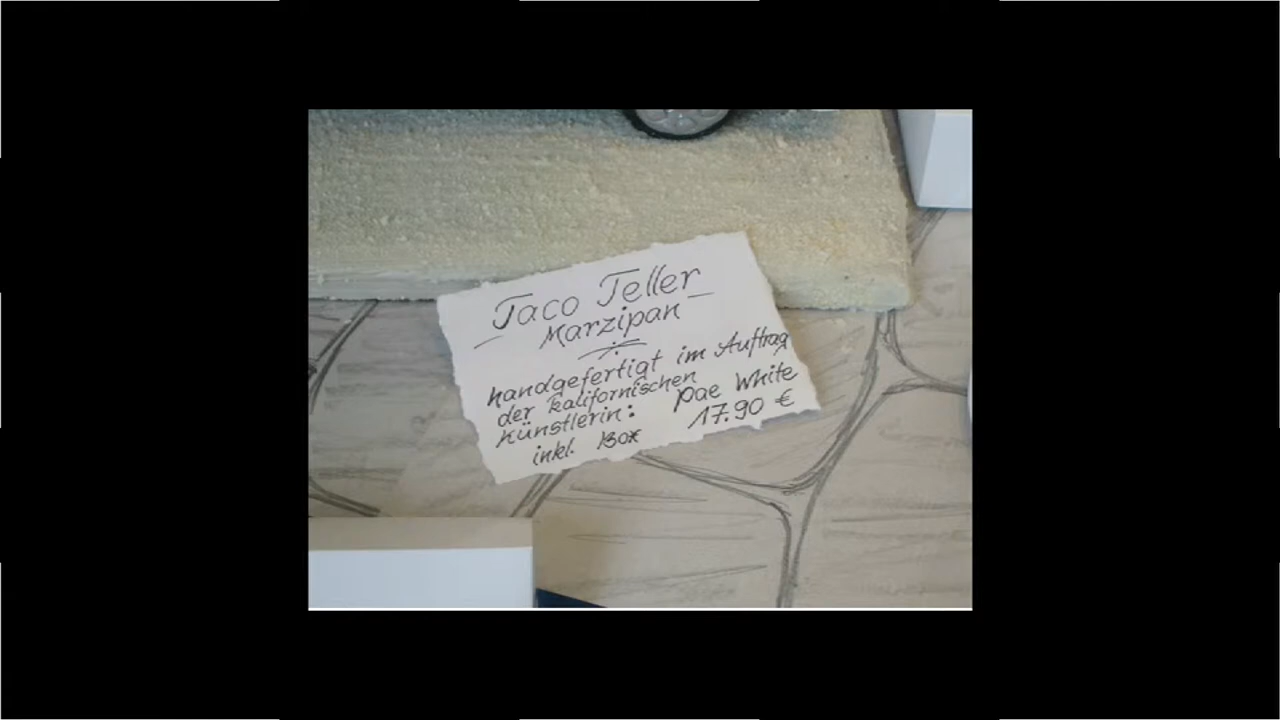 Taco Teller
Marzipan
handgefertigt im Auftrag
der kalifornischen
Künstlerin: Pae White
inkl. Box 17.90 €